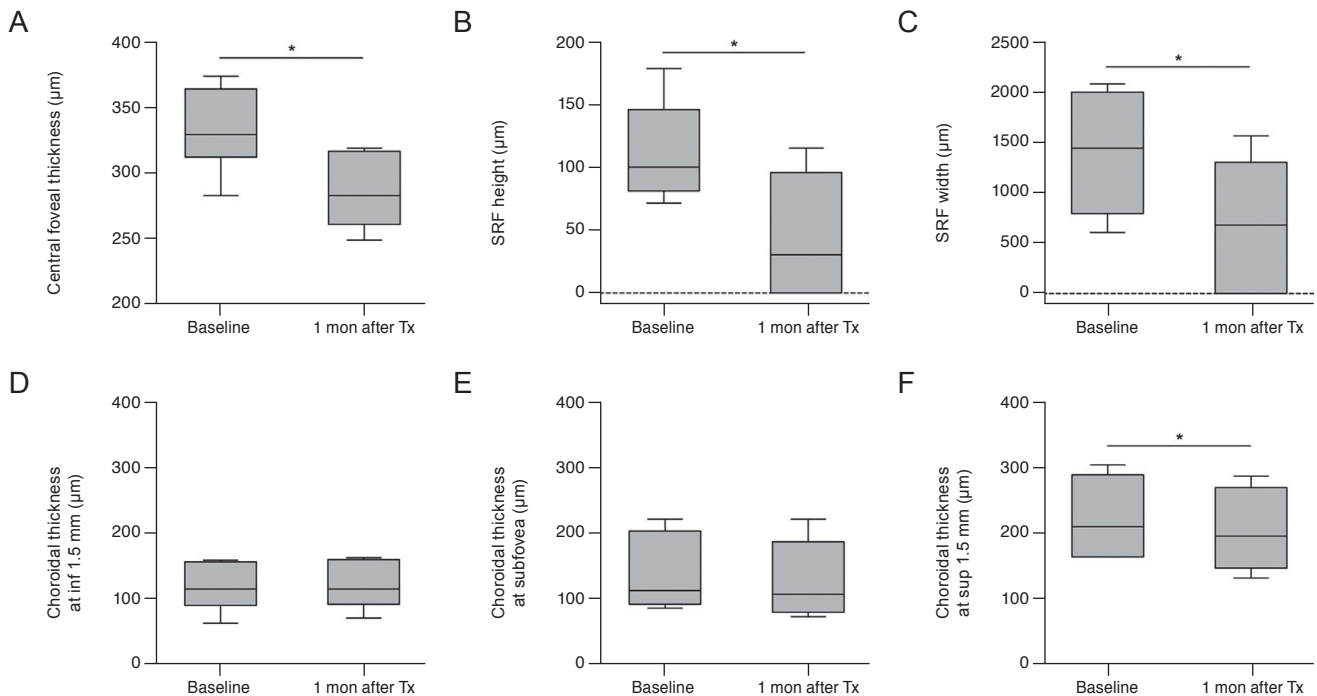 A
Central foveal thickness (μm)
400
350
300
250
200
*
Baseline
1 mon after Tx
B
SRF height (μm)
200
150
100
50
0
*
Baseline
1 mon after Tx
C
SRF width (μm)
2500
2000
1500
1000
500
0
*
Baseline
1 mon after Tx
D
Choroidal thickness
at inf 1.5 mm (μm)
400
300
200
100
0
Baseline
1 mon after Tx
E
Choroidal thickness
at subfovea (μm)
400
300
200
100
0
Baseline
1 mon after Tx
F
Choroidal thickness
at sup 1.5 mm (μm)
400
300
200
100
0
*
Baseline
1 mon after Tx